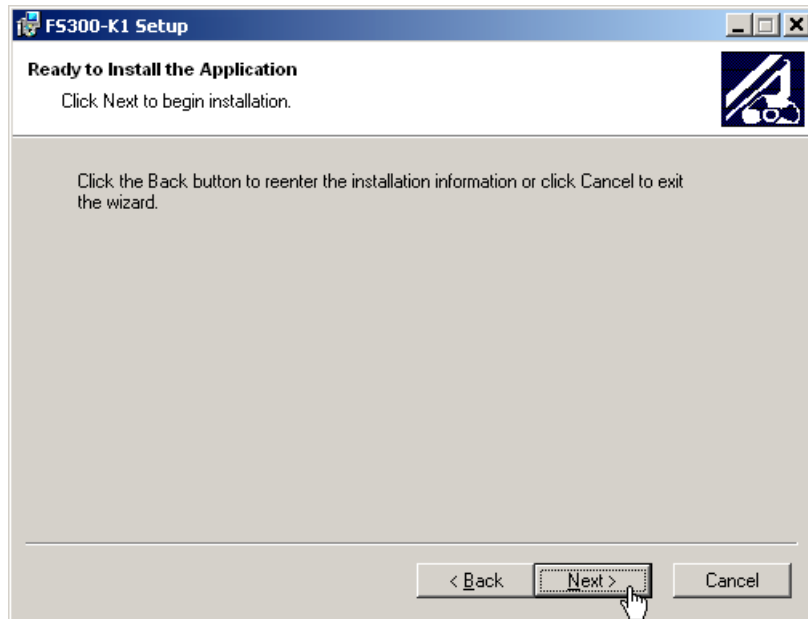 FS300-K1 Setup
Ready to Install the Application
Click Next to begin installation.
Click the Back button to reenter the installation information or click Cancel to exit
the wizard.
< Back Next > Cancel